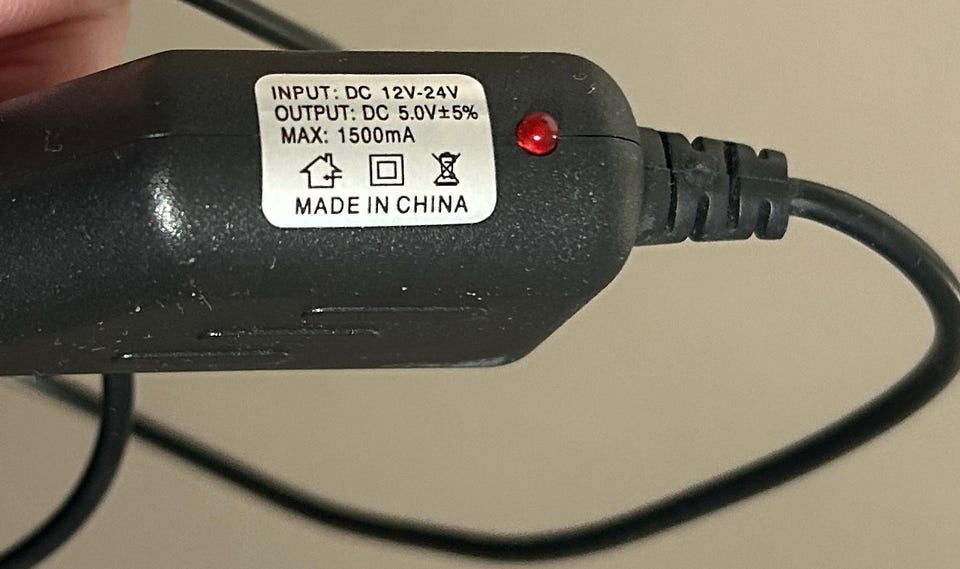 INPUT: DC 12V-24V
OUTPUT: DC 5.0V±5%
MAX: 1500mA
MADE IN CHINA